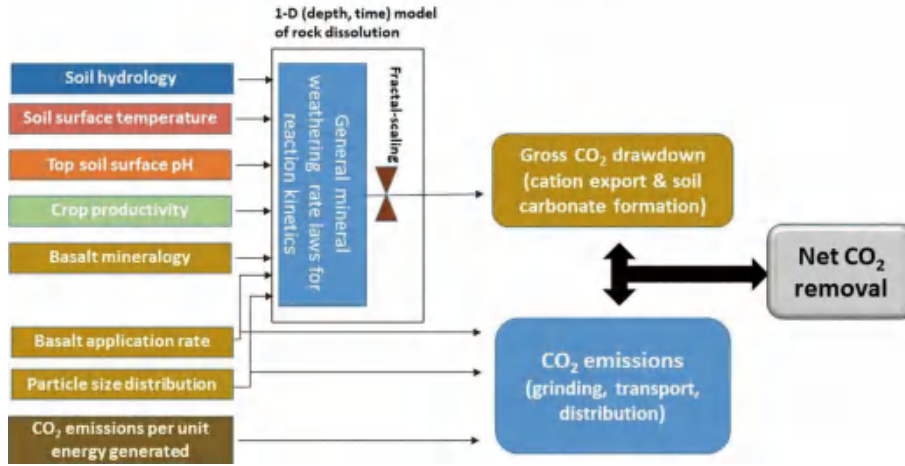 1-D (depth, time) model
of rock dissolution
Soil hydrology
Soil surface temperature
Top soil surface pH
Crop productivity
Basalt mineralogy
Basalt application rate
Particle size distribution
CO₂ emissions per unit
energy generated
General mineral
weathering rate laws for
reaction kinetics
Fractal-scaling
Gross CO₂ drawdown
(cation export & soil
carbonate formation)
CO₂ emissions
(grinding, transport,
distribution)
Net CO₂
removal